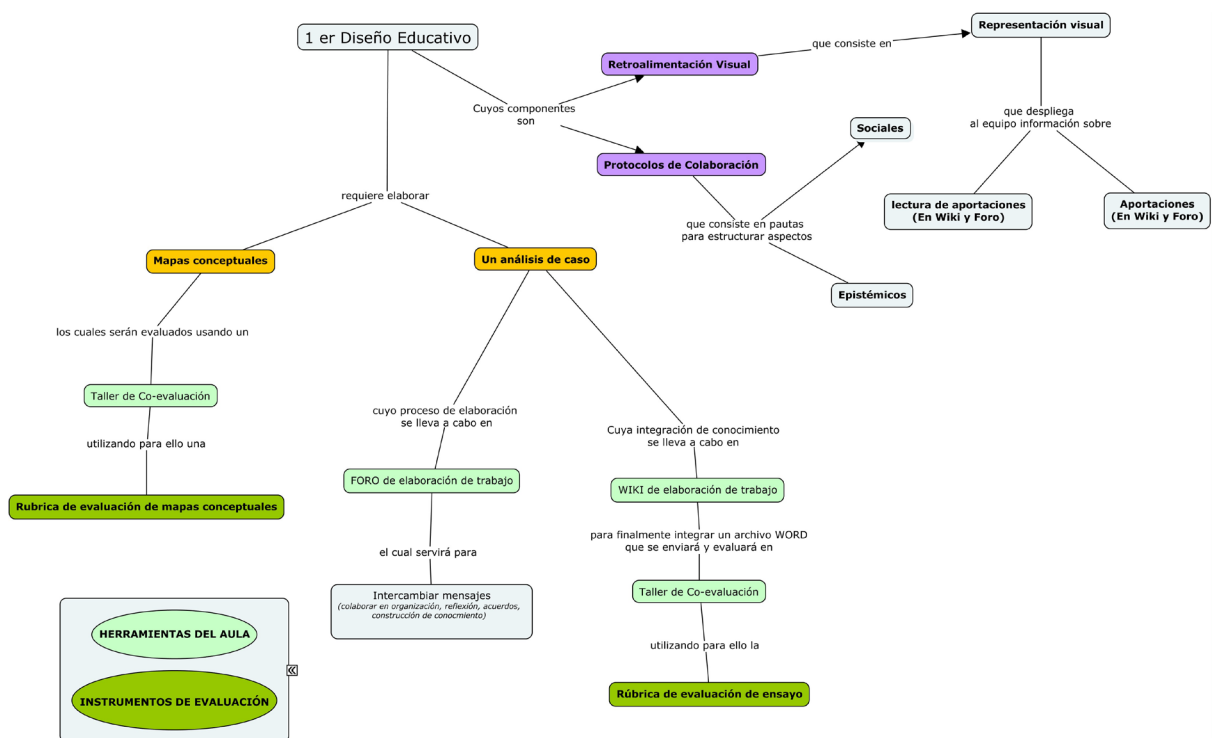 1 er Diseño Educativo
Representación visual
que consiste en
Retroalimentación Visual
Cuyos componentes
son
que despliega
al equipo información sobre
Sociales
Protocolos de Colaboración
requiere elaborar
lectura de aportaciones
(En Wiki y Foro)
Aportaciones
(En Wiki y Foro)
que consiste en pautas
para estructurar aspectos
Mapas conceptuales
Un análisis de caso
Epistémicos
los cuales serán evaluados usando un
Taller de Co-evaluación
utilizando para ello una
Rubrica de evaluación de mapas conceptuales
cuyo proceso de elaboración
se lleva a cabo en
FORO de elaboración de trabajo
el cual servirá para
Intercambiar mensajes
(colaborar en organización, reflexión, acuerdos,
construcción de conocmiento)
Cuya integración de conocimiento
se lleva a cabo en
WIKI de elaboración de trabajo
para finalmente integrar un archivo WORD
que se enviará y evaluará en
Taller de Co-evaluación
utilizando para ello la
Rúbrica de evaluación de ensayo
HERRAMIENTAS DEL AULA
INSTRUMENTOS DE EVALUACIÓN